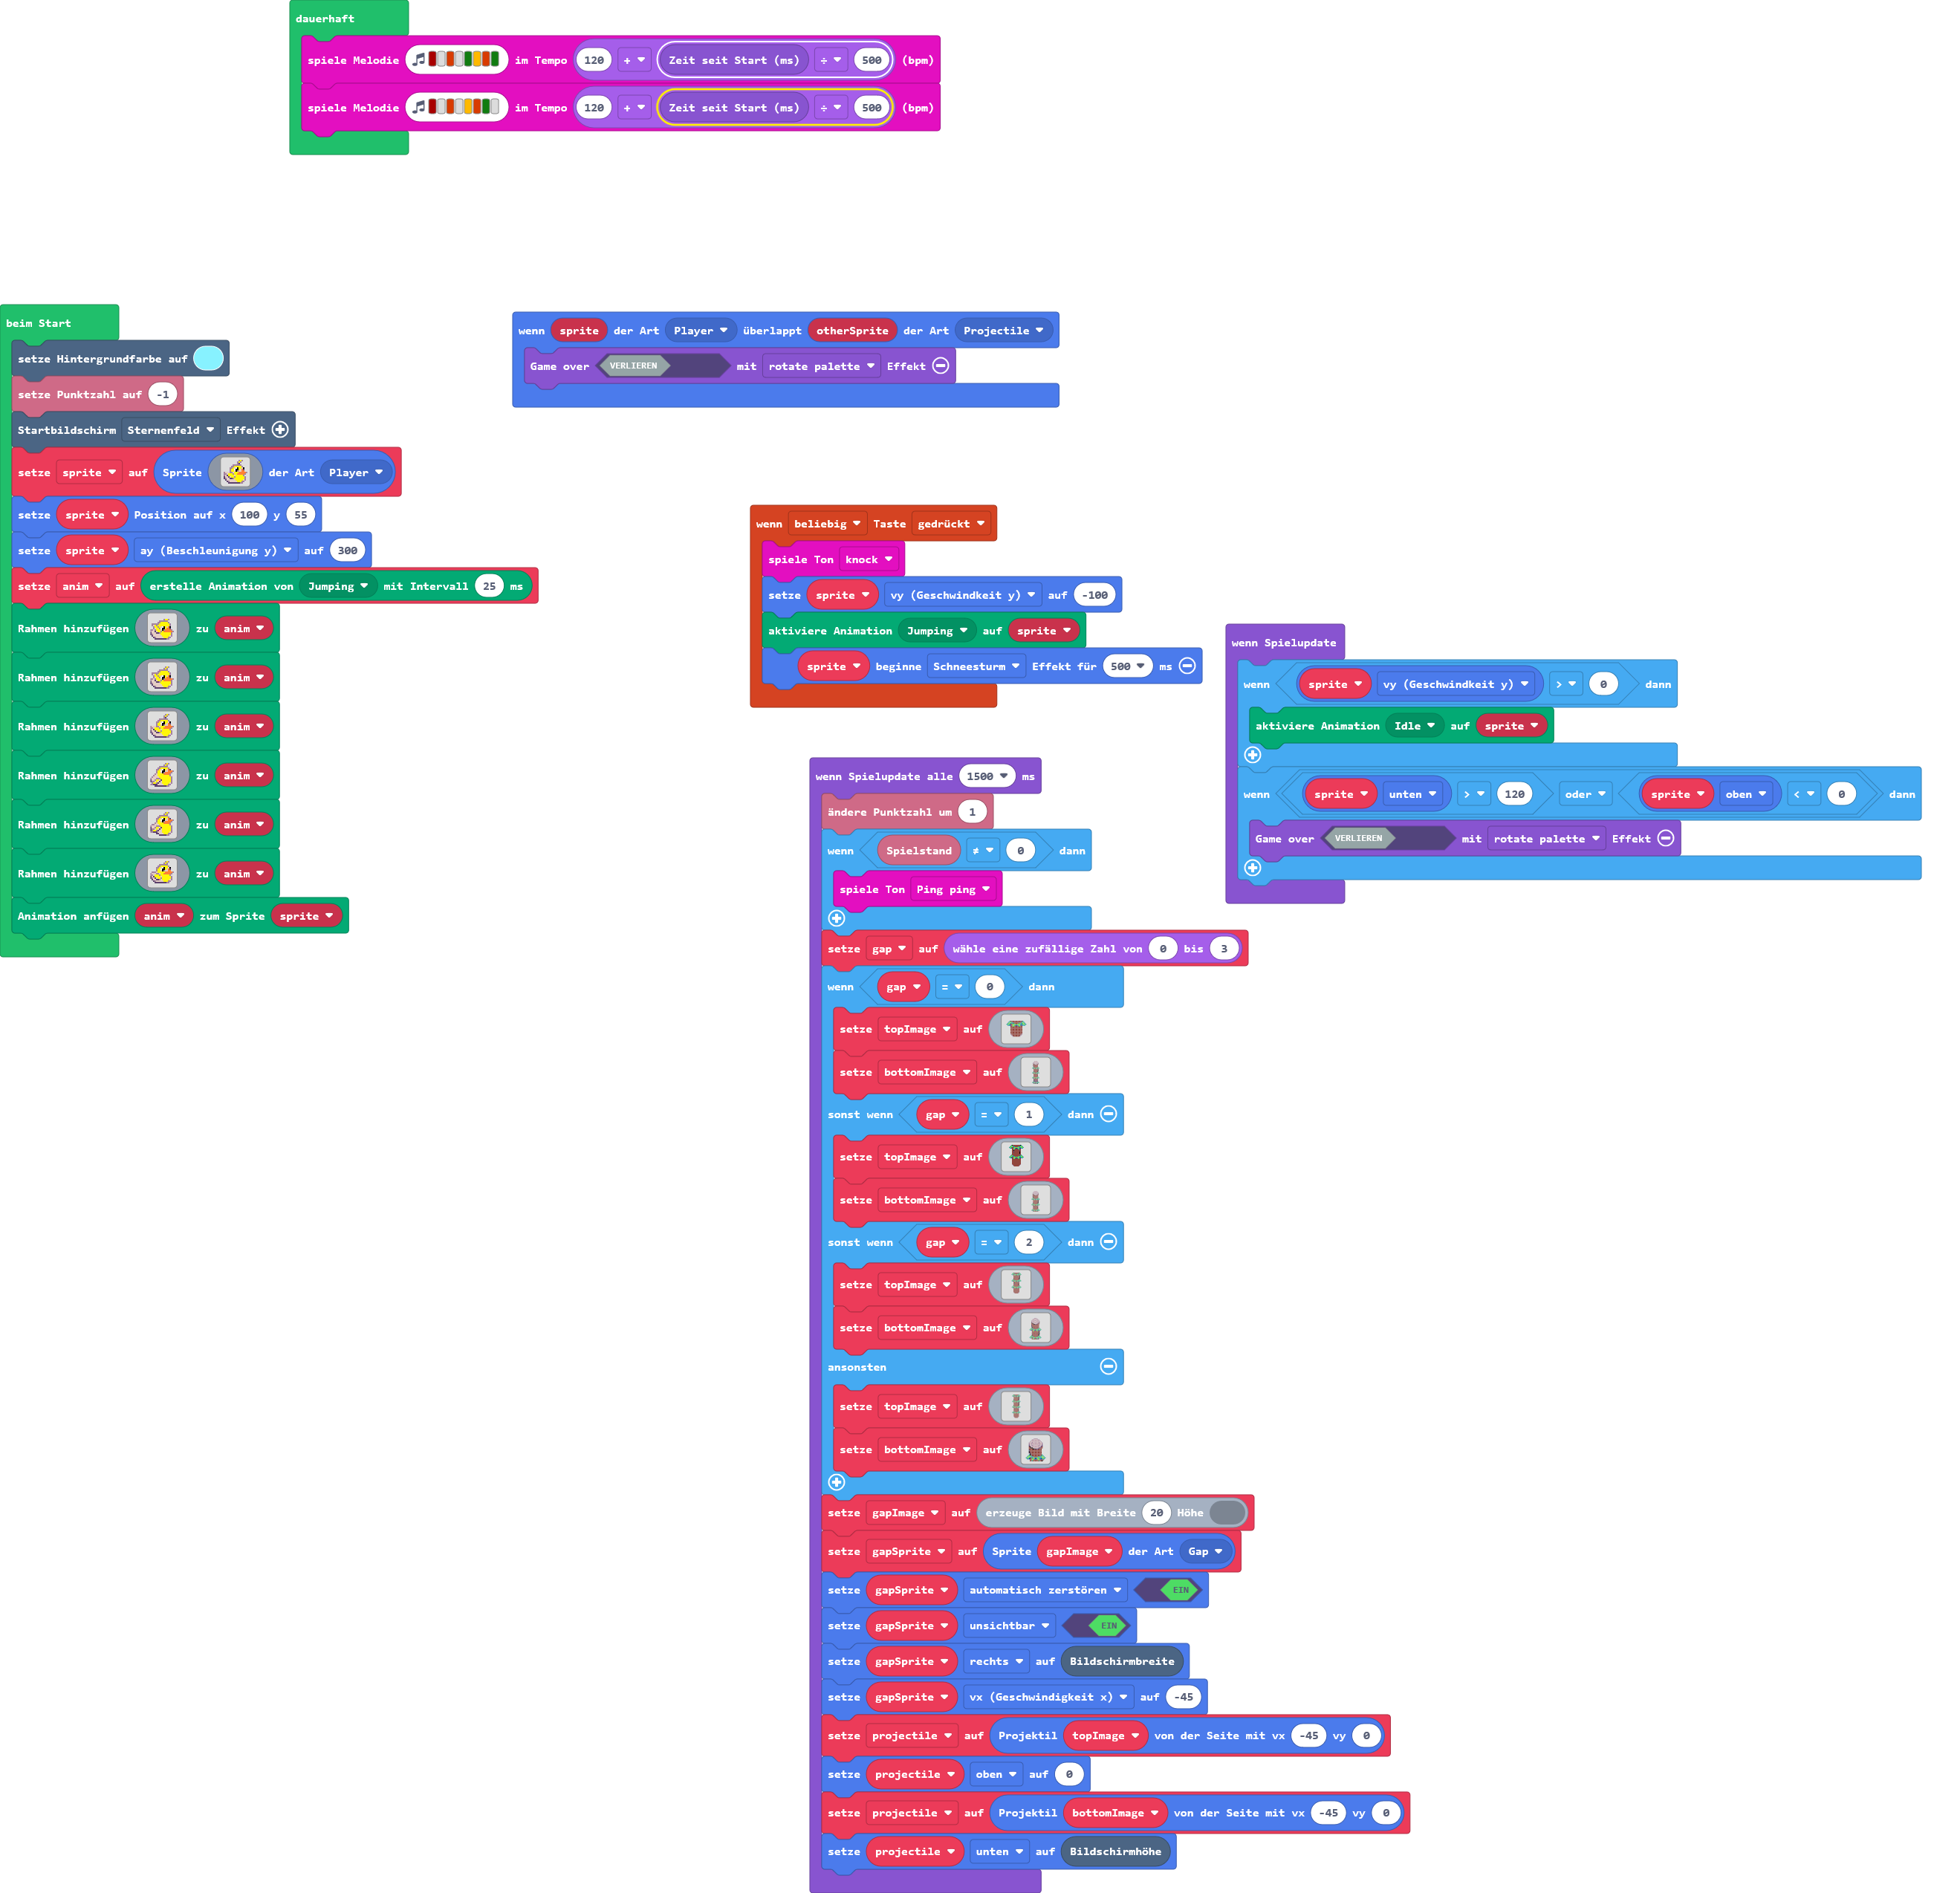 dauerhaft
spiele Melodie im Tempo 120 + Zeit seit Start (ms) ÷ 500 (bpm)
spiele Melodie im Tempo 120 + Zeit seit Start (ms) ÷ 500 (bpm)
beim Start
setze Hintergrundfarbe auf
setze Punktzahl auf -1
Startbildschirm Sternenfeld Effekt
setze sprite auf Sprite der Art Player
setze sprite Position auf x 100 y 55
setze sprite ay (Beschleunigung y) auf 300
setze anim auf erstelle Animation von Jumping mit Intervall 25 ms
Rahmen hinzufügen zu anim
Rahmen hinzufügen zu anim
Rahmen hinzufügen zu anim
Rahmen hinzufügen zu anim
Rahmen hinzufügen zu anim
Rahmen hinzufügen zu anim
Animation anfügen anim zum Sprite sprite
wenn sprite der Art Player überlappt otherSprite der Art Projectile
Game over VERLIEREN mit rotate palette Effekt
wenn beliebig Taste gedrückt
spiele Ton knock
setze sprite vy (Geschwindkeit y) auf -100
aktiviere Animation Jumping auf sprite
sprite beginne Schneesturm Effekt für 500 ms
wenn Spielupdate
wenn sprite vy (Geschwindkeit y) > 0 dann
aktiviere Animation Idle auf sprite
wenn sprite unten > 120 oder sprite oben < 0 dann
Game over VERLIEREN mit rotate palette Effekt
wenn Spielupdate alle 1500 ms
ändere Punktzahl um 1
wenn Spielstand ≠ 0 dann
spiele Ton Ping ping
setze gap auf wähle eine zufällige Zahl von 0 bis 3
wenn gap = 0 dann
setze topImage auf
setze bottomImage auf
sonst wenn gap = 1 dann
setze topImage auf
setze bottomImage auf
sonst wenn gap = 2 dann
setze topImage auf
setze bottomImage auf
ansonsten
setze topImage auf
setze bottomImage auf
setze gapImage auf erzeuge Bild mit Breite 20 Höhe
setze gapSprite auf Sprite gapImage der Art Gap
setze gapSprite automatisch zerstören EIN
setze gapSprite unsichtbar EIN
setze gapSprite rechts auf Bildschirmbreite
setze gapSprite vx (Geschwindigkeit x) auf -45
setze projectile auf Projektil topImage von der Seite mit vx -45 vy 0
setze projectile oben auf 0
setze projectile auf Projektil bottomImage von der Seite mit vx -45 vy 0
setze projectile unten auf Bildschirmhöhe